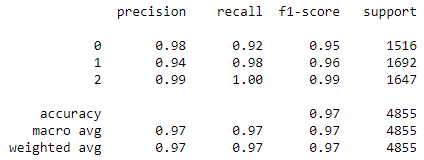 precision recall f1-score support
0 0.98 0.92 0.95 1516
1 0.94 0.98 0.96 1692
2 0.99 1.00 0.99 1647
accuracy 0.97 4855
macro avg 0.97 0.97 0.97 4855
weighted avg 0.97 0.97 0.97 4855